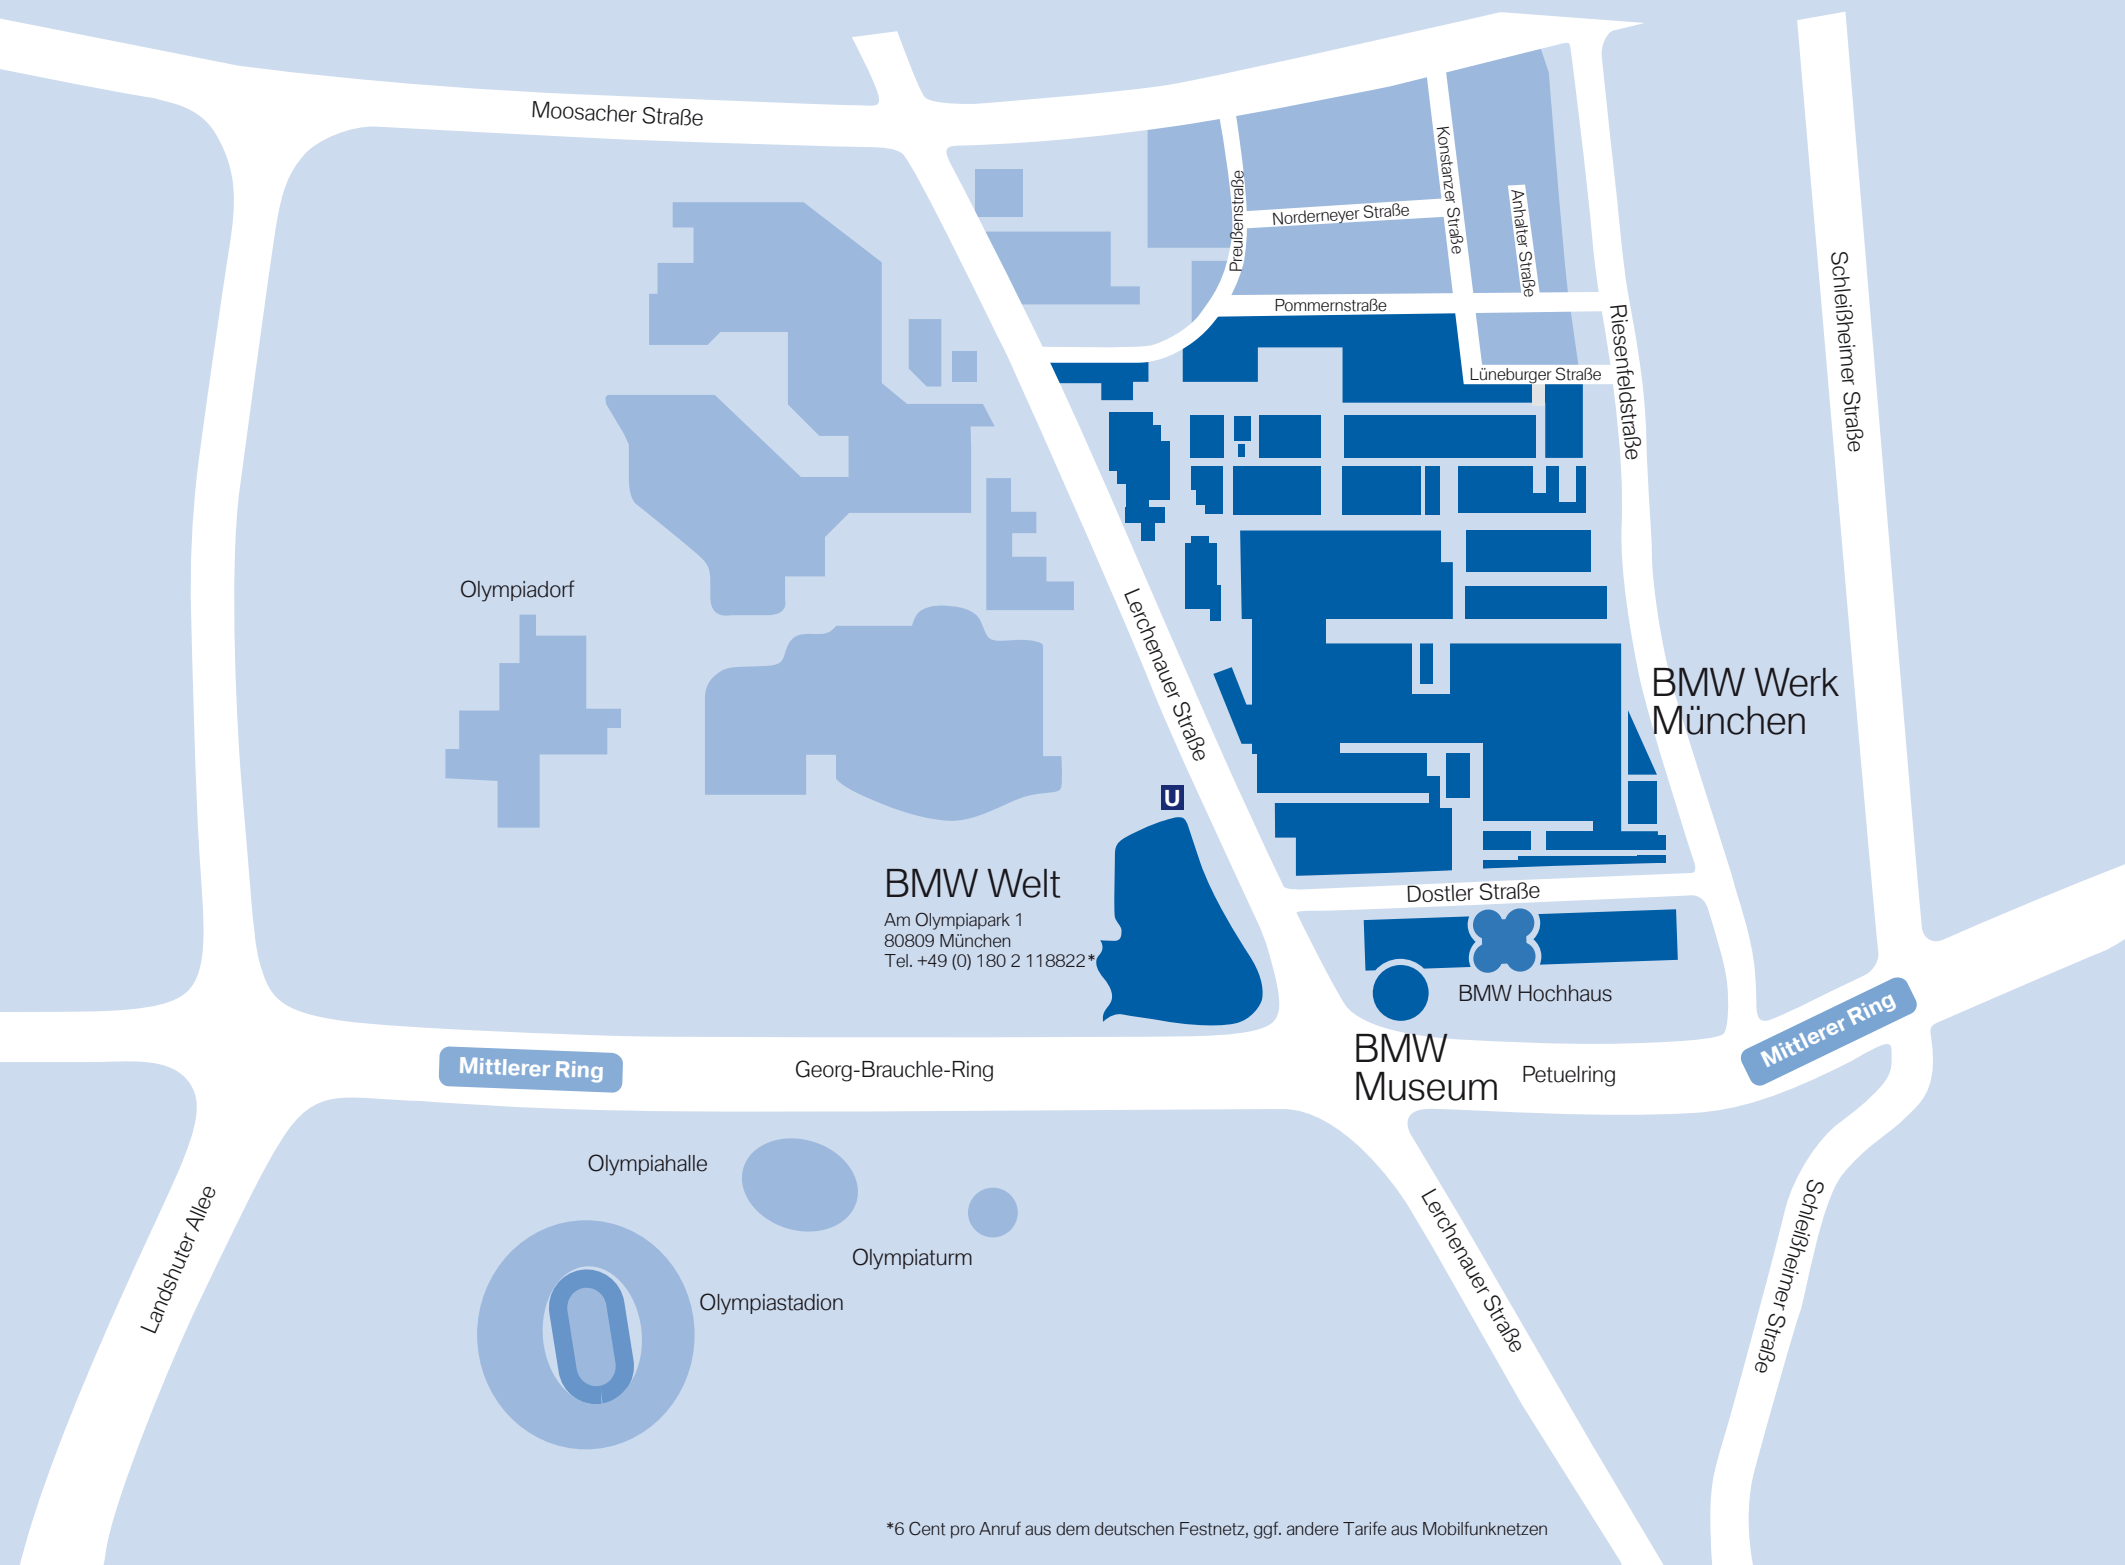 Moosacher Straße
Preußenstraße
Norderneyer Straße
Konstanzer Straße
Anhalter Straße
Pommernstraße
Lüneburger Straße
Riesenfeldstraße
Schleißheimer Straße
Olympiadorf
Lerchenauer Straße
BMW Werk
München
U
BMW Welt
Am Olympiapark 1
80809 München
Tel. +49 (0) 180 2 118822*
Dostler Straße
BMW Hochhaus
BMW
Museum
Mittlerer Ring
Georg-Brauchle-Ring
Petuelring
Mittlerer Ring
Olympiahalle
Olympiaturm
Olympiastadion
Landshuter Allee
Lerchenauer Straße
Schleißheimer Straße
*6 Cent pro Anruf aus dem deutschen Festnetz, ggf. andere Tarife aus Mobilfunknetzen